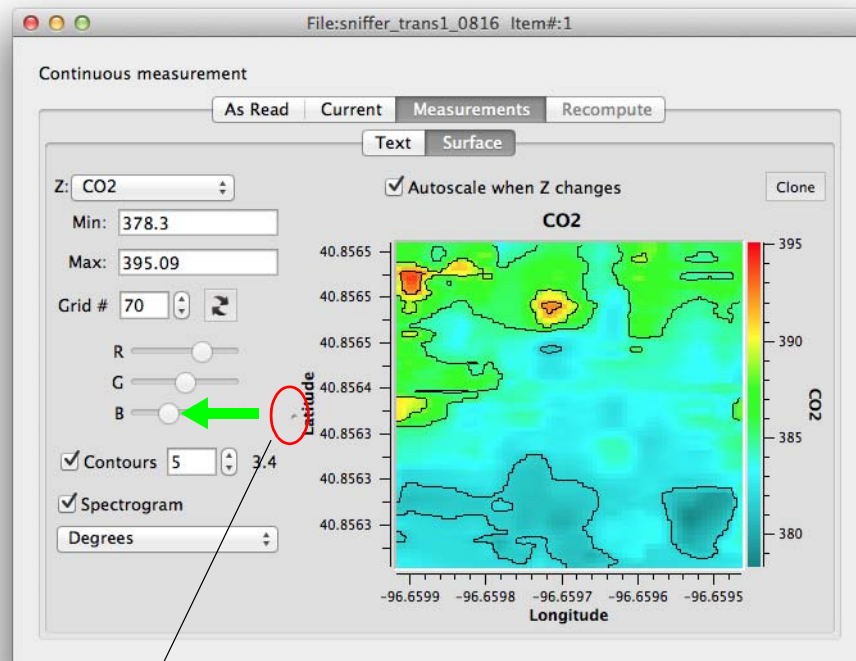 File:sniffer_trans1_0816 Item#:1
Continuous measurement
As Read Current Measurements Recompute
Text Surface
Z: CO2
Autoscale when Z changes
Clone
Min: 378.3
Max: 395.09
Grid # 70
R
G
B
Contours 5 3.4
Spectrogram
Degrees
CO2
40.8565
40.8565
40.8565
40.8564
40.8563
40.8563
40.8563
Latitude
-96.6599 -96.6598 -96.6597 -96.6596 -96.6595
Longitude
395
390
385
380
CO2